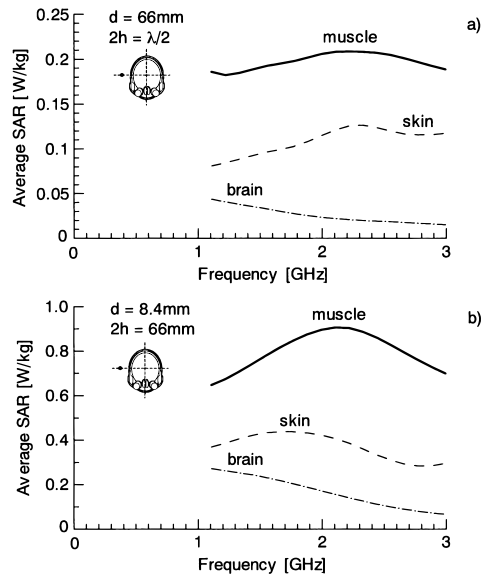 d = 66mm
2h = λ/2
a)
muscle
skin
brain
Average SAR [ W/kg]
0.25
0.2
0.15
0.1
0.05
0
0 1 2 3
Frequency [GHz]
d = 8.4mm
2h = 66mm
b)
muscle
skin
brain
Average SAR [W/kg]
1.0
0.8
0.6
0.4
0.2
0
0 1 2 3
Frequency [GHz]